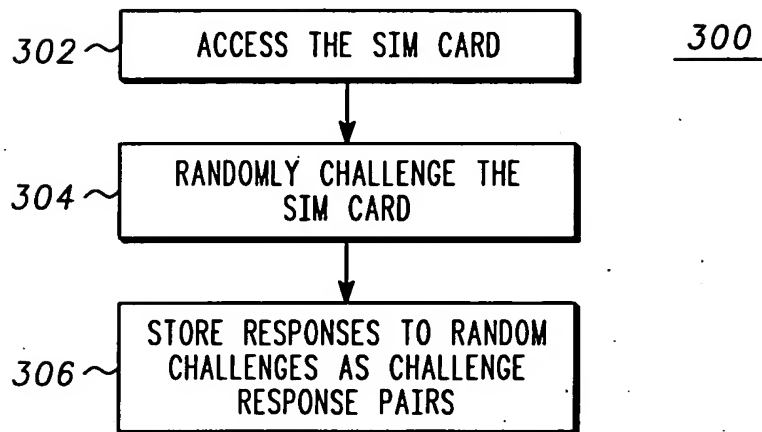 302
ACCESS THE SIM CARD
300
304
RANDOMLY CHALLENGE THE
SIM CARD
306
STORE RESPONSES TO RANDOM
CHALLENGES AS CHALLENGE
RESPONSE PAIRS